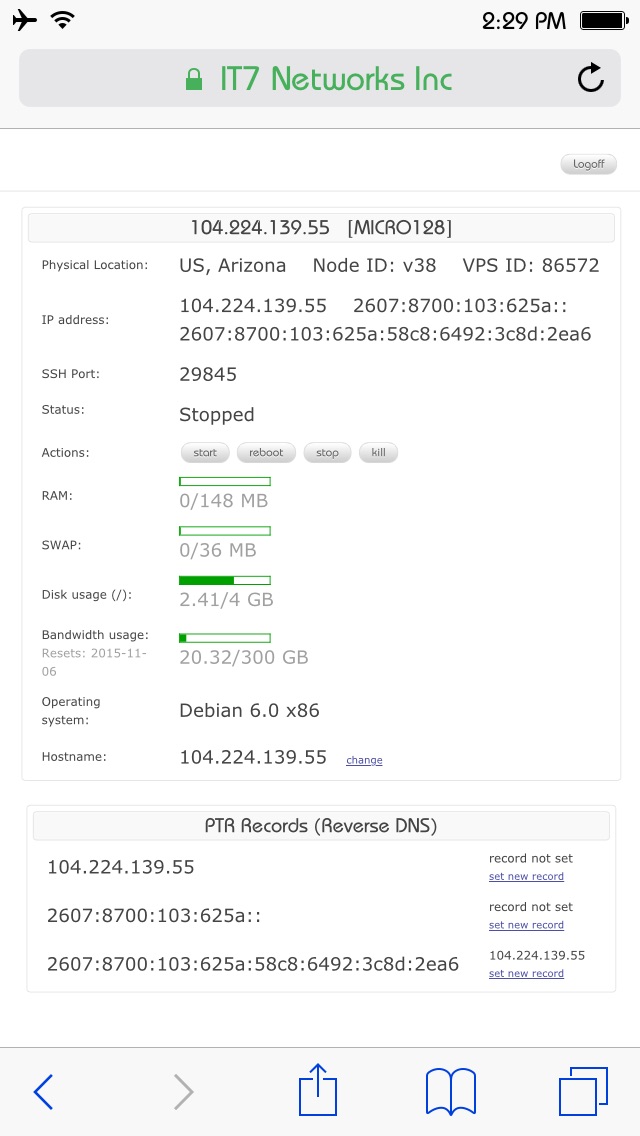 2:29 PM
IT7 Networks Inc
Logoff
104.224.139.55 [MICRO128]
Physical Location: US, Arizona Node ID: v38 VPS ID: 86572
IP address: 104.224.139.55 2607:8700:103:625a::
2607:8700:103:625a:58c8:6492:3c8d:2ea6
SSH Port: 29845
Status: Stopped
Actions: start reboot stop kill
RAM: 0/148 MB
SWAP: 0/36 MB
Disk usage (/): 2.41/4 GB
Bandwidth usage: 20.32/300 GB
Resets: 2015-11-
06
Operating
system: Debian 6.0 x86
Hostname: 104.224.139.55 change
PTR Records (Reverse DNS)
104.224.139.55 record not set
set new record
2607:8700:103:625a:: record not set
set new record
2607:8700:103:625a:58c8:6492:3c8d:2ea6 104.224.139.55
set new record